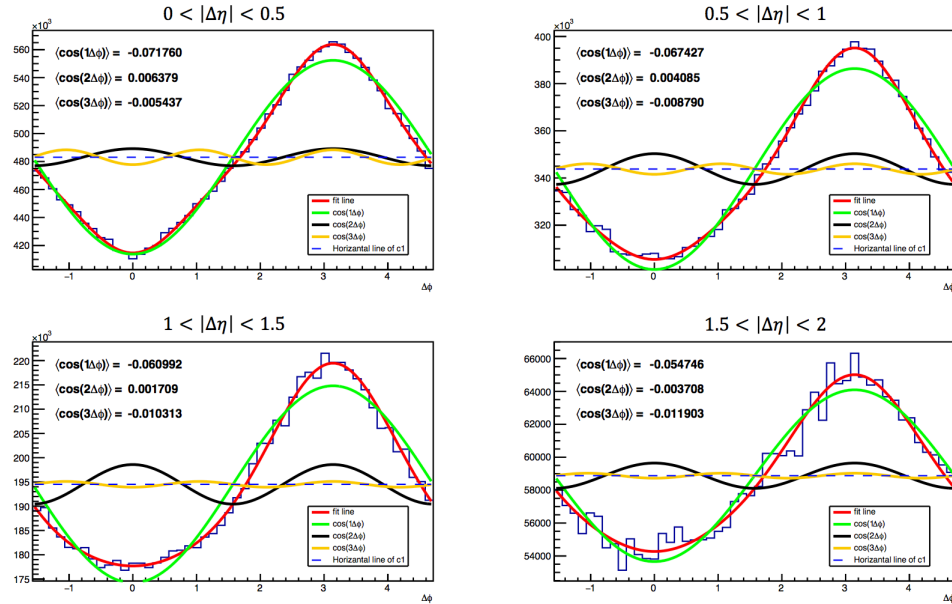 0 < |Δη| < 0.5
×10³
⟨cos(1Δϕ)⟩ = -0.071760
⟨cos(2Δϕ)⟩ = 0.006379
⟨cos(3Δϕ)⟩ = -0.005437
560
540
520
500
480
460
440
420
fit line
cos(1Δϕ)
cos(2Δϕ)
cos(3Δϕ)
Horizantal line of c1
−1 0 1 2 3 4
Δϕ
0.5 < |Δη| < 1
×10³
⟨cos(1Δϕ)⟩ = -0.067427
⟨cos(2Δϕ)⟩ = 0.004085
⟨cos(3Δϕ)⟩ = -0.008790
400
380
360
340
320
300
fit line
cos(1Δϕ)
cos(2Δϕ)
cos(3Δϕ)
Horizantal line of c1
−1 0 1 2 3 4
Δϕ
1 < |Δη| < 1.5
×10³
⟨cos(1Δϕ)⟩ = -0.060992
⟨cos(2Δϕ)⟩ = 0.001709
⟨cos(3Δϕ)⟩ = -0.010313
220
215
210
205
200
195
190
185
180
175
fit line
cos(1Δϕ)
cos(2Δϕ)
cos(3Δϕ)
Horizantal line of c1
−1 0 1 2 3 4
Δϕ
1.5 < |Δη| < 2
⟨cos(1Δϕ)⟩ = -0.054746
⟨cos(2Δϕ)⟩ = -0.003708
⟨cos(3Δϕ)⟩ = -0.011903
66000
64000
62000
60000
58000
56000
54000
fit line
cos(1Δϕ)
cos(2Δϕ)
cos(3Δϕ)
Horizantal line of c1
−1 0 1 2 3 4
Δϕ